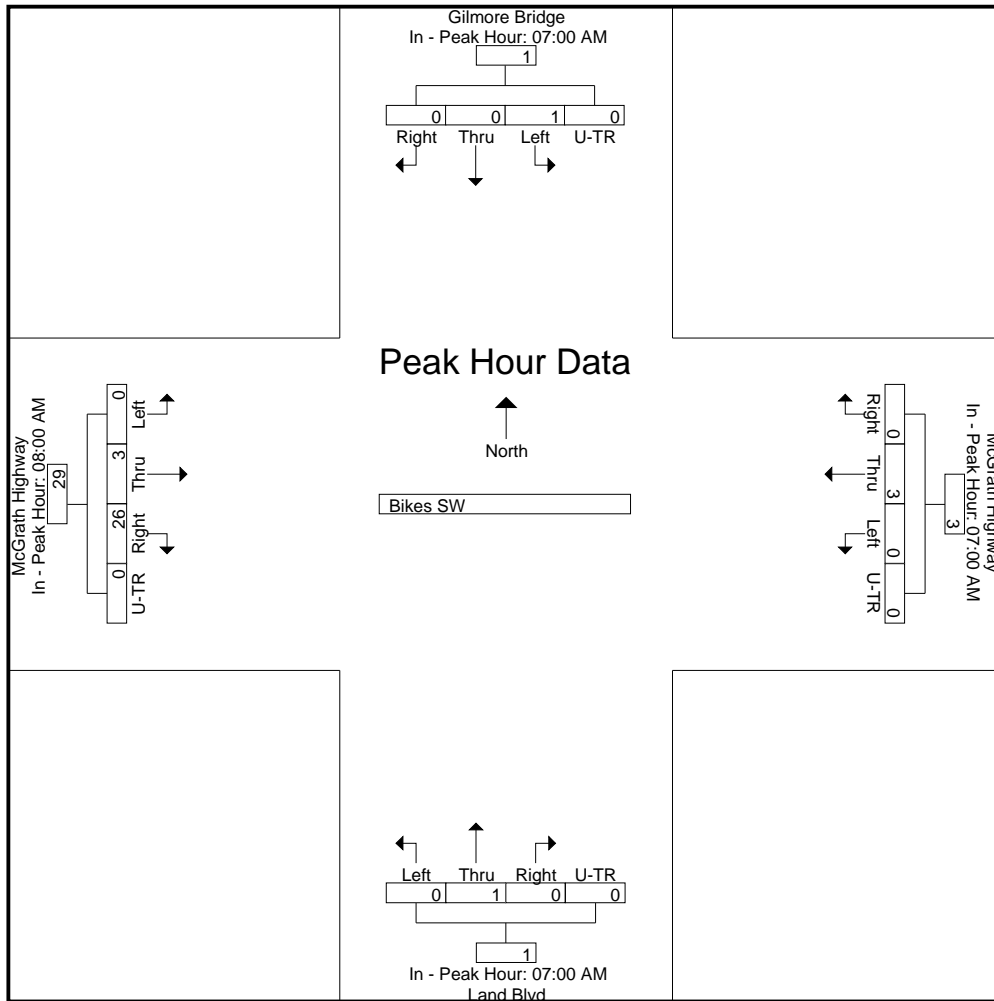 Gilmore Bridge
In - Peak Hour: 07:00 AM
1
0 0 1 0
Right Thru Left U-TR
Peak Hour Data
North
Bikes SW
McGrath Highway
In - Peak Hour: 08:00 AM
29
0 3 26 0
Left Thru Right U-TR
McGrath Highway
In - Peak Hour: 07:00 AM
3
0 3 0 0
Right Thru Left U-TR
Left Thru Right U-TR
0 1 0 0
1
In - Peak Hour: 07:00 AM
Land Blvd